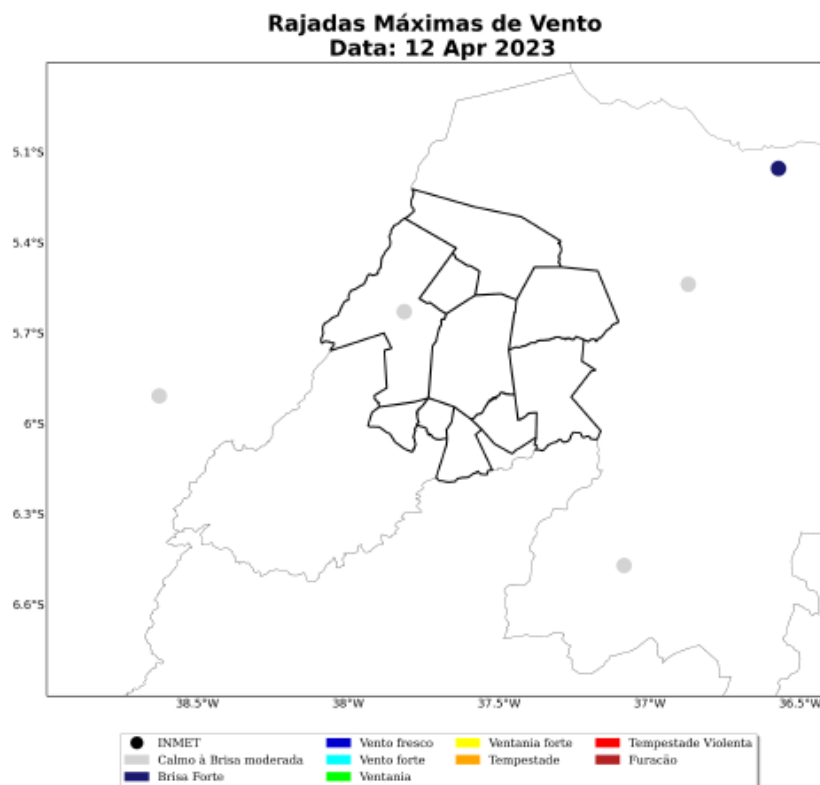 Rajadas Máximas de Vento
Data: 12 Apr 2023
5.1°S
5.4°S
5.7°S
6°S
6.3°S
6.6°S
38.5°W 38°W 37.5°W 37°W 36.5°W
INMET Vento fresco Ventania forte Tempestade Violenta
Calmo à Brisa moderada Vento forte Tempestade Furacão
Brisa Forte Ventania